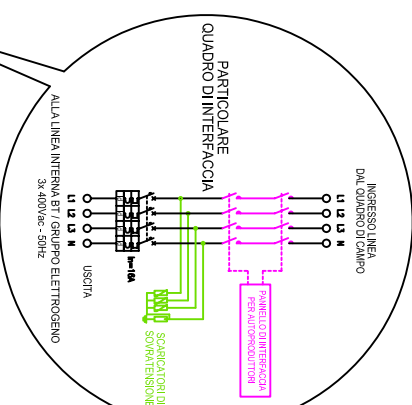 PARTICOLARE
QUADRO DI INTERFACCIA
INGRESSO LINEA
DAL QUADRO DI CAMPO
L1
L2
L3
N
PANNELLO DI INTERFACCIA
PER AUTOPRODUTTORI
In=16A
SCARICATORI DI
SOVRATENSIONE
L1
L2
L3
N
USCITA
ALLA LINEA INTERNA BT / GRUPPO ELETTROGENO
3x 400Vac - 50Hz